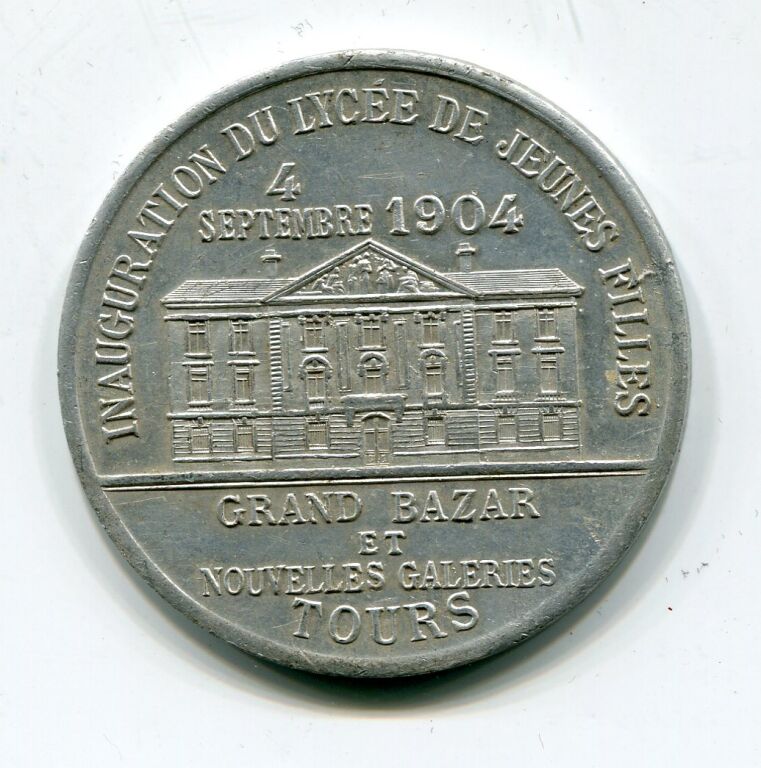 INAUGURATION DU LYCÉE DE JEUNES FILLES
4
SEPTEMBRE 1904
GRAND BAZAR
ET
NOUVELLES GALERIES
TOURS